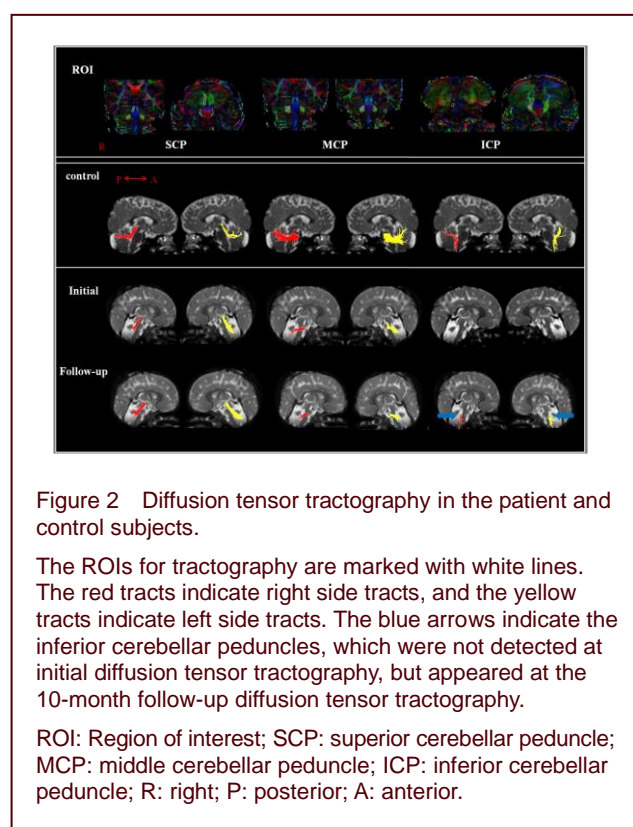 ROI
R
SCP
MCP
ICP
control
P
A
Initial
Follow-up
Figure 2 Diffusion tensor tractography in the patient and
control subjects.
The ROIs for tractography are marked with white lines.
The red tracts indicate right side tracts, and the yellow
tracts indicate left side tracts. The blue arrows indicate the
inferior cerebellar peduncles, which were not detected at
initial diffusion tensor tractography, but appeared at the
10-month follow-up diffusion tensor tractography.
ROI: Region of interest; SCP: superior cerebellar peduncle;
MCP: middle cerebellar peduncle; ICP: inferior cerebellar
peduncle; R: right; P: posterior; A: anterior.